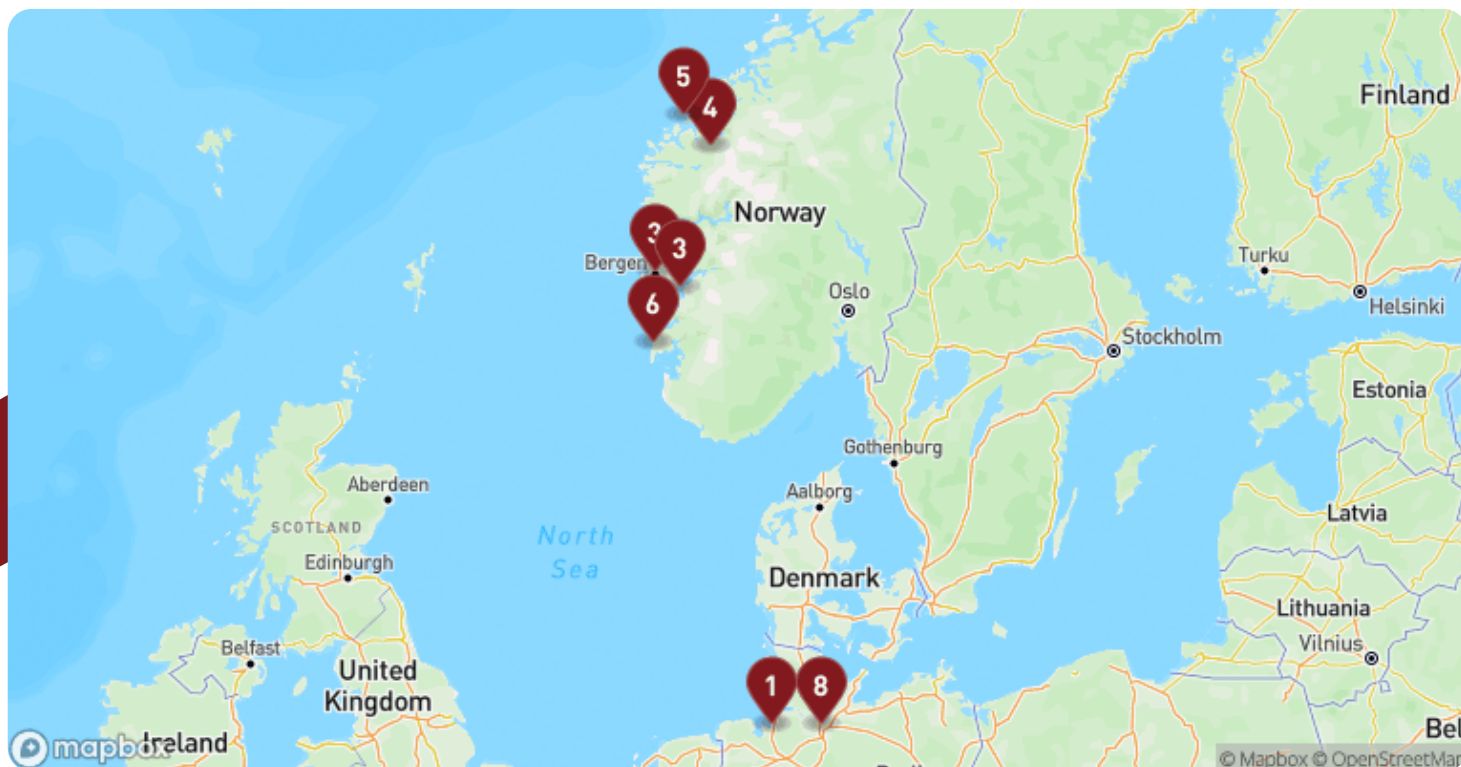 5
4
Finland
Norway
3
3
Bergen
Turku
Oslo
Helsinki
6
Stockholm
Estonia
Gothenburg
Aberdeen
Aalborg
SCOTLAND
Latvia
North
Sea
Edinburgh
Denmark
Lithuania
Belfast
Vilnius
United
Kingdom
1
8
Ireland
mapbox
Bel
© Mapbox © OpenStreetMap